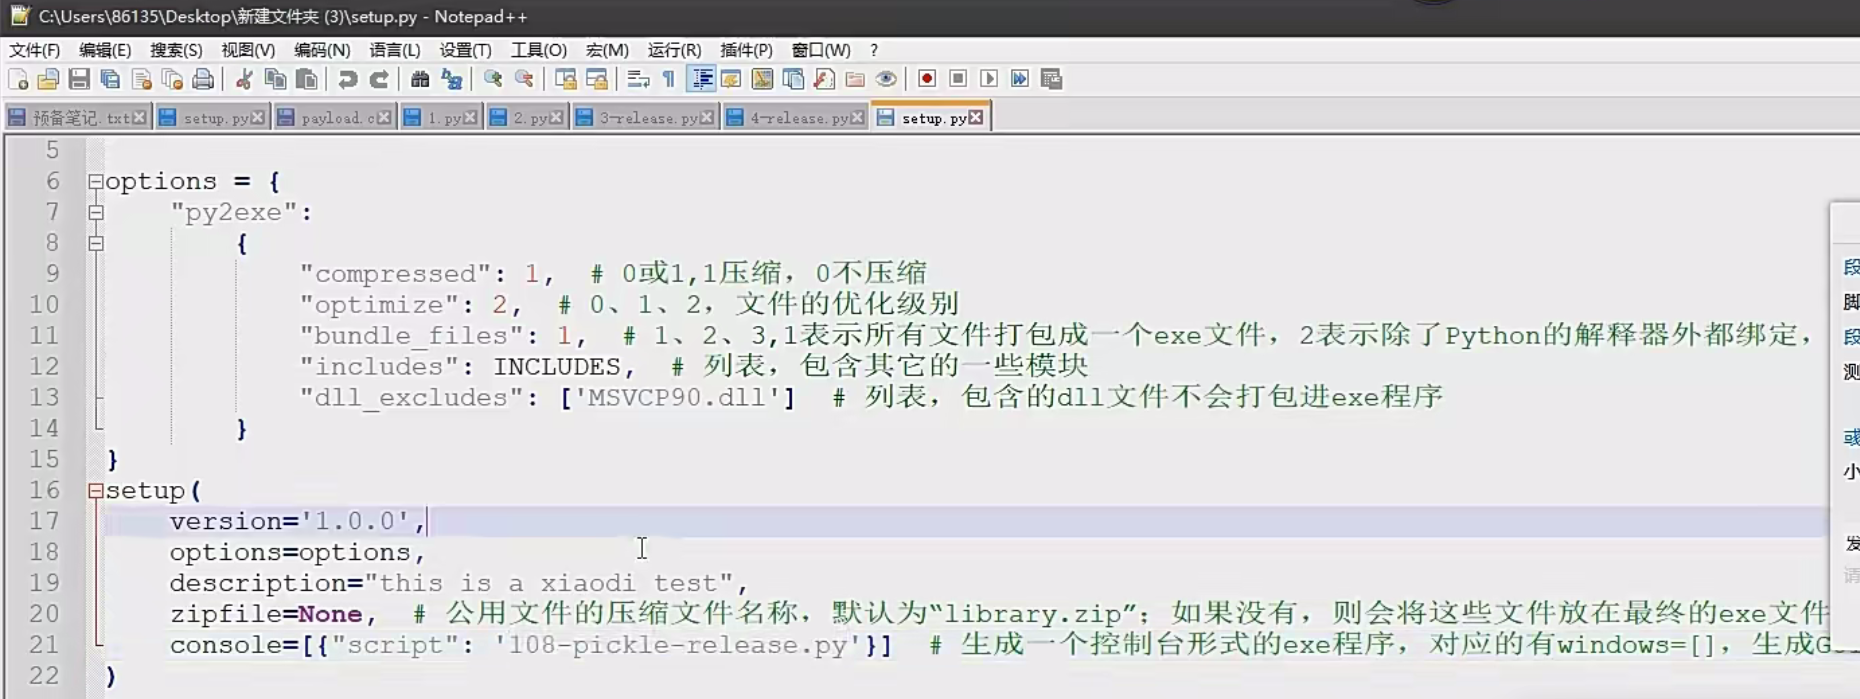 C:\Users\86135\Desktop\新建文件夹 (3)\setup.py - Notepad++
文件(F) 编辑(E) 搜索(S) 视图(V) 编码(N) 语言(L) 设置(T) 工具(O) 宏(M) 运行(R) 插件(P) 窗口(W) ?
预备笔记.txt setup.py payload.c 1.py 2.py 3-release.py 4-release.py setup.py
5
6 options = {
7 "py2exe":
8 {
9 "compressed": 1, # 0或1,1压缩，0不压缩
10 "optimize": 2, # 0、1、2，文件的优化级别
11 "bundle_files": 1, # 1、2、3,1表示所有文件打包成一个exe文件，2表示除了Python的解释器外都绑定，
12 "includes": INCLUDES, # 列表，包含其它的一些模块
13 "dll_excludes": ['MSVCP90.dll'] # 列表，包含的dll文件不会打包进exe程序
14 }
15 }
16 setup(
17 version='1.0.0',
18 options=options,
19 description="this is a xiaodi test",
20 zipfile=None, # 公用文件的压缩文件名称，默认为“library.zip”；如果没有，则会将这些文件放在最终的exe文件
21 console=[{"script": '108-pickle-release.py'}] # 生成一个控制台形式的exe程序，对应的有windows=[]，生成G
22 )
段
脚
段
测
或
小
发
请